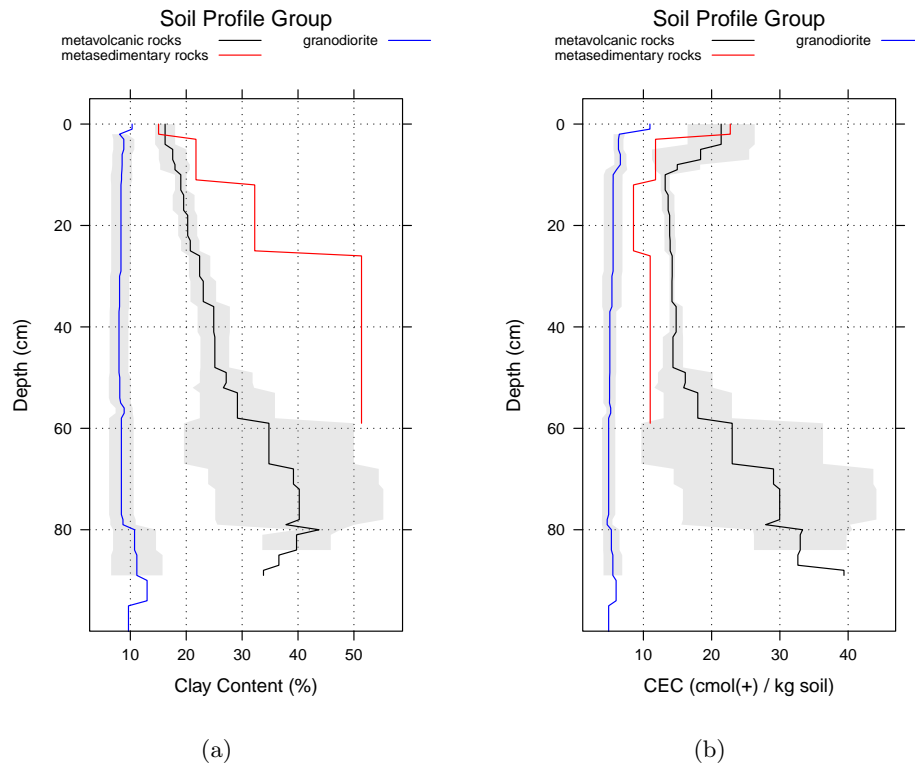 Soil Profile Group
metavolcanic rocks granodiorite
metasedimentary rocks
0
20
40
60
80
Depth (cm)
10 20 30 40 50
Clay Content (%)
(a)
Soil Profile Group
metavolcanic rocks granodiorite
metasedimentary rocks
0
20
40
60
80
Depth (cm)
10 20 30 40
CEC (cmol(+) / kg soil)
(b)